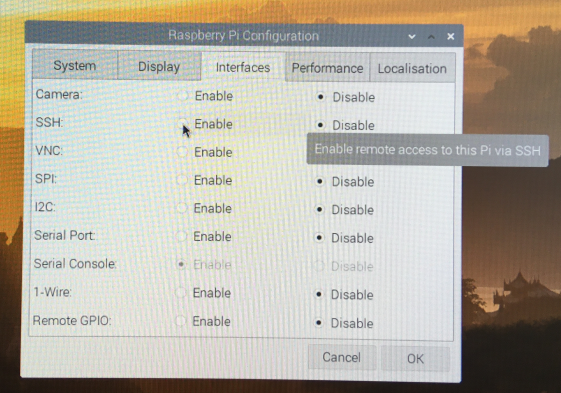 Raspberry Pi Configuration
System Display Interfaces Performance Localisation
Camera: Enable Disable
SSH: Enable Disable
Enable remote access to this Pi via SSH
VNC: Enable
SPI: Enable Disable
I2C: Enable Disable
Serial Port: Enable Disable
Serial Console: Enable Disable
1-Wire: Enable Disable
Remote GPIO: Enable Disable
Cancel OK